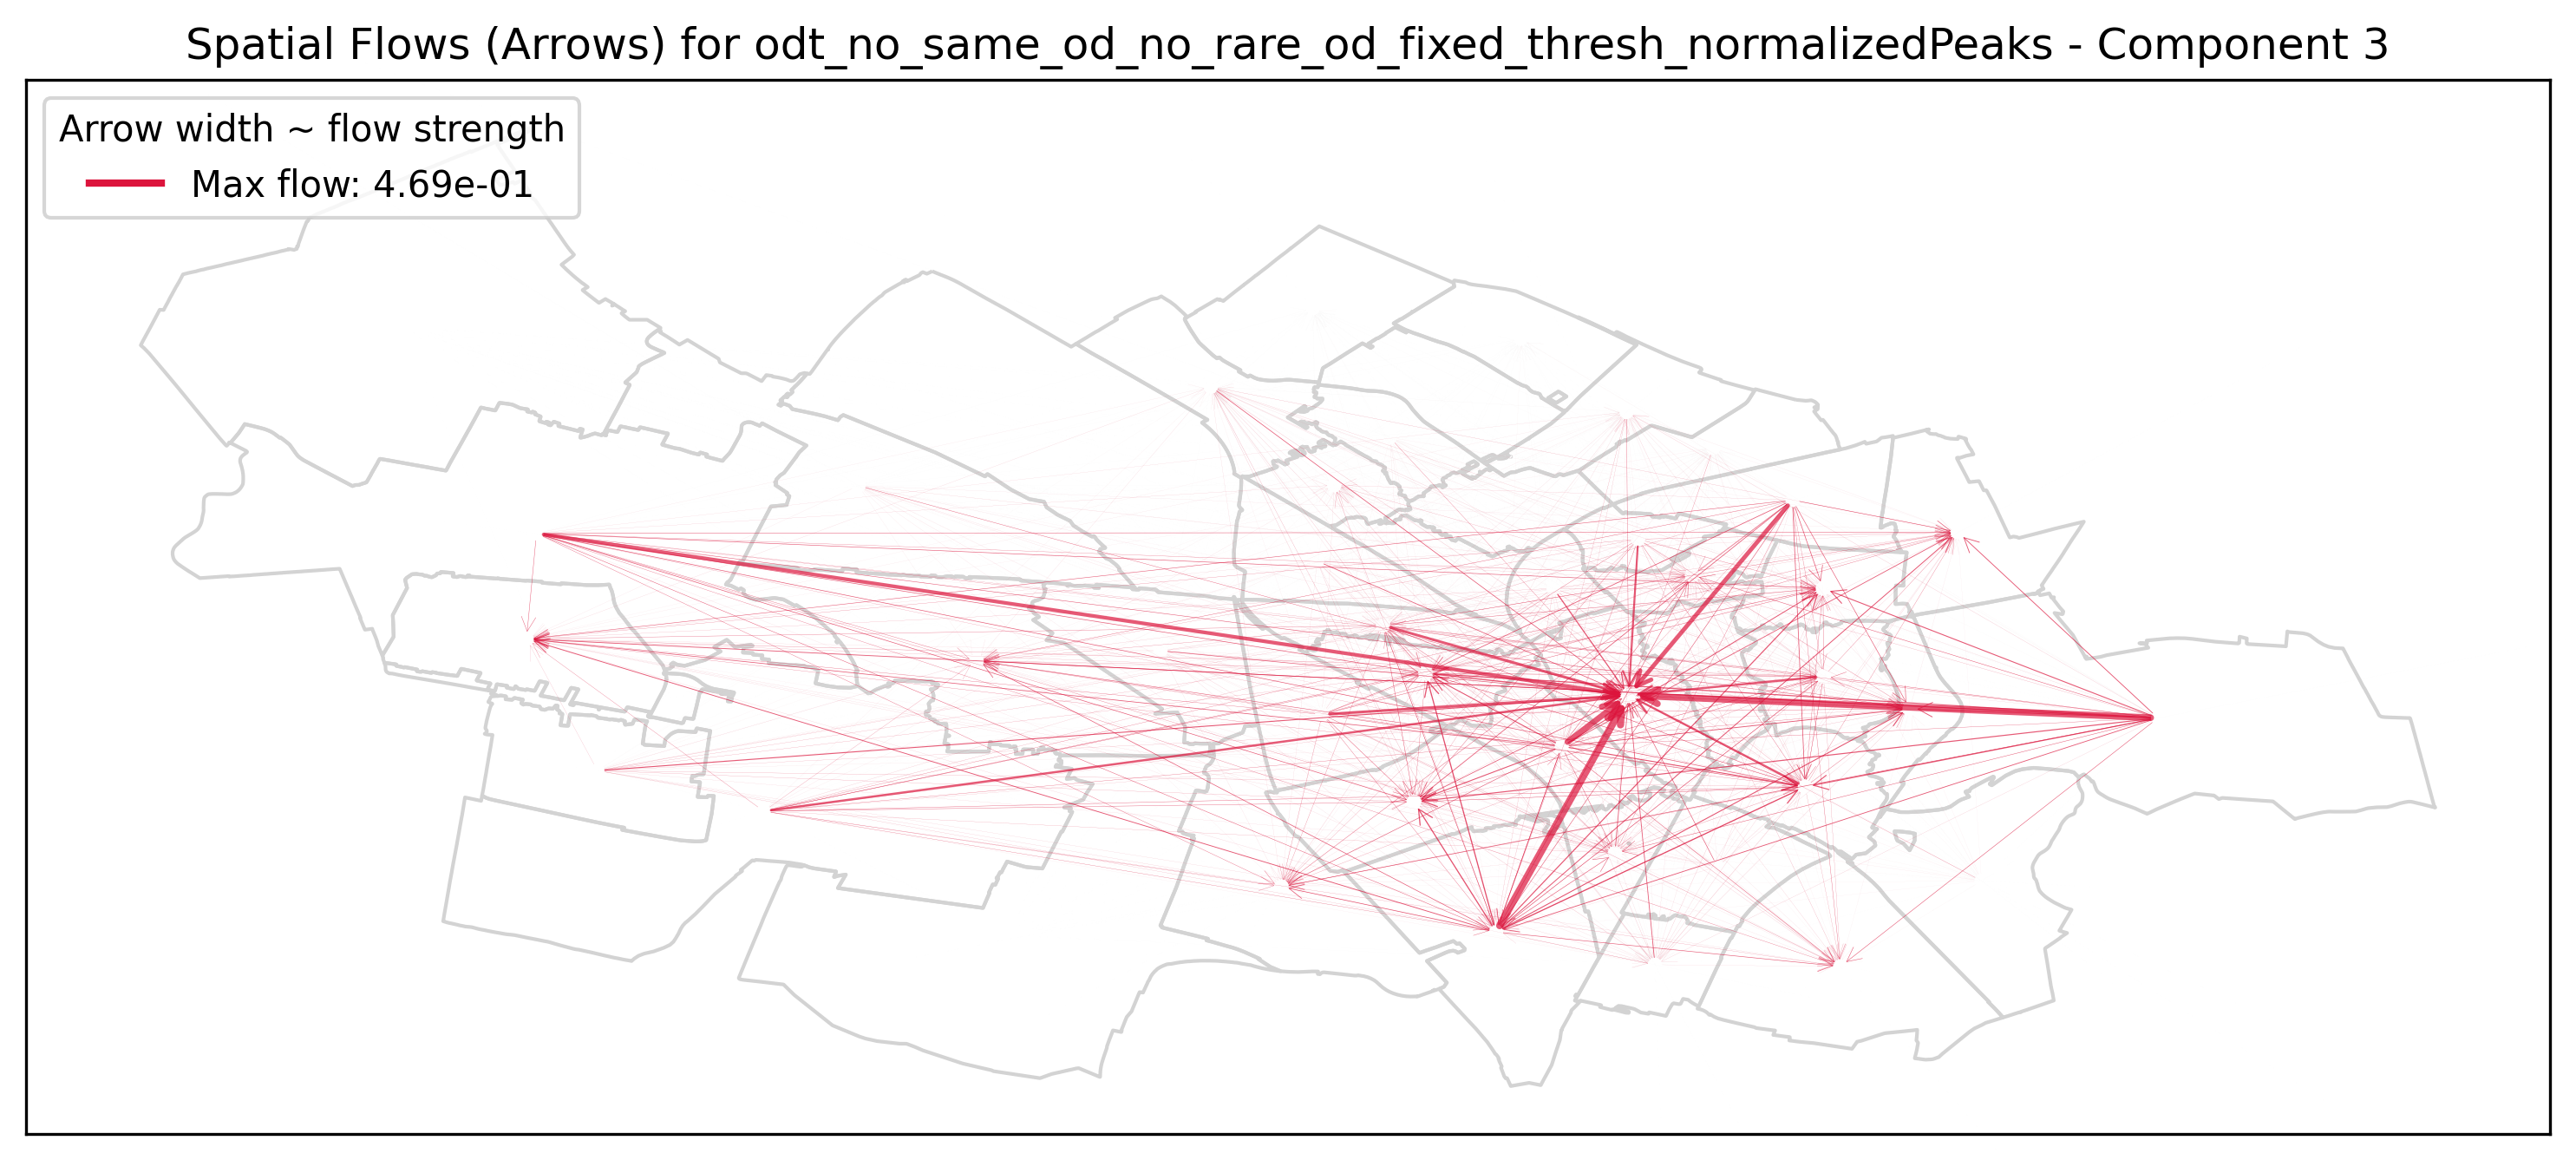 Spatial Flows (Arrows) for odt_no_same_od_no_rare_od_fixed_thresh_normalizedPeaks - Component 3
Arrow width ~ flow strength
Max flow: 4.69e-01